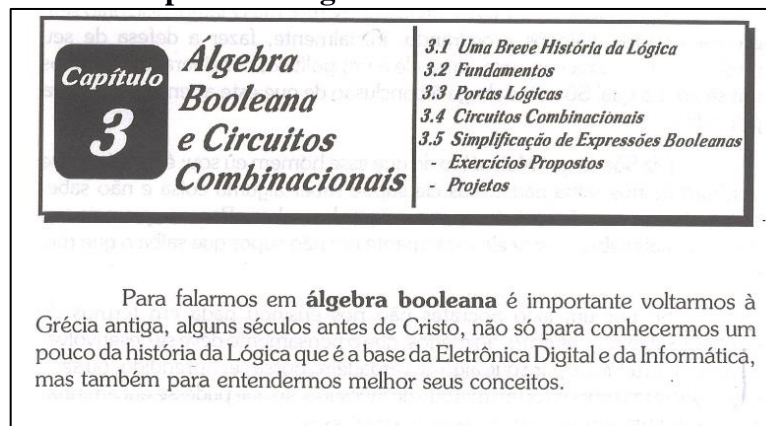 Capítulo
3
Álgebra
Booleana
e Circuitos
Combinacionais
3.1 Uma Breve História da Lógica
3.2 Fundamentos
3.3 Portas Lógicas
3.4 Circuitos Combinacionais
3.5 Simplificação de Expressões Booleanas
- Exercícios Propostos
- Projetos
Para falarmos em álgebra booleana é importante voltarmos à
Grécia antiga, alguns séculos antes de Cristo, não só para conhecermos um
pouco da história da Lógica que é a base da Eletrônica Digital e da Informática,
mas também para entendermos melhor seus conceitos.